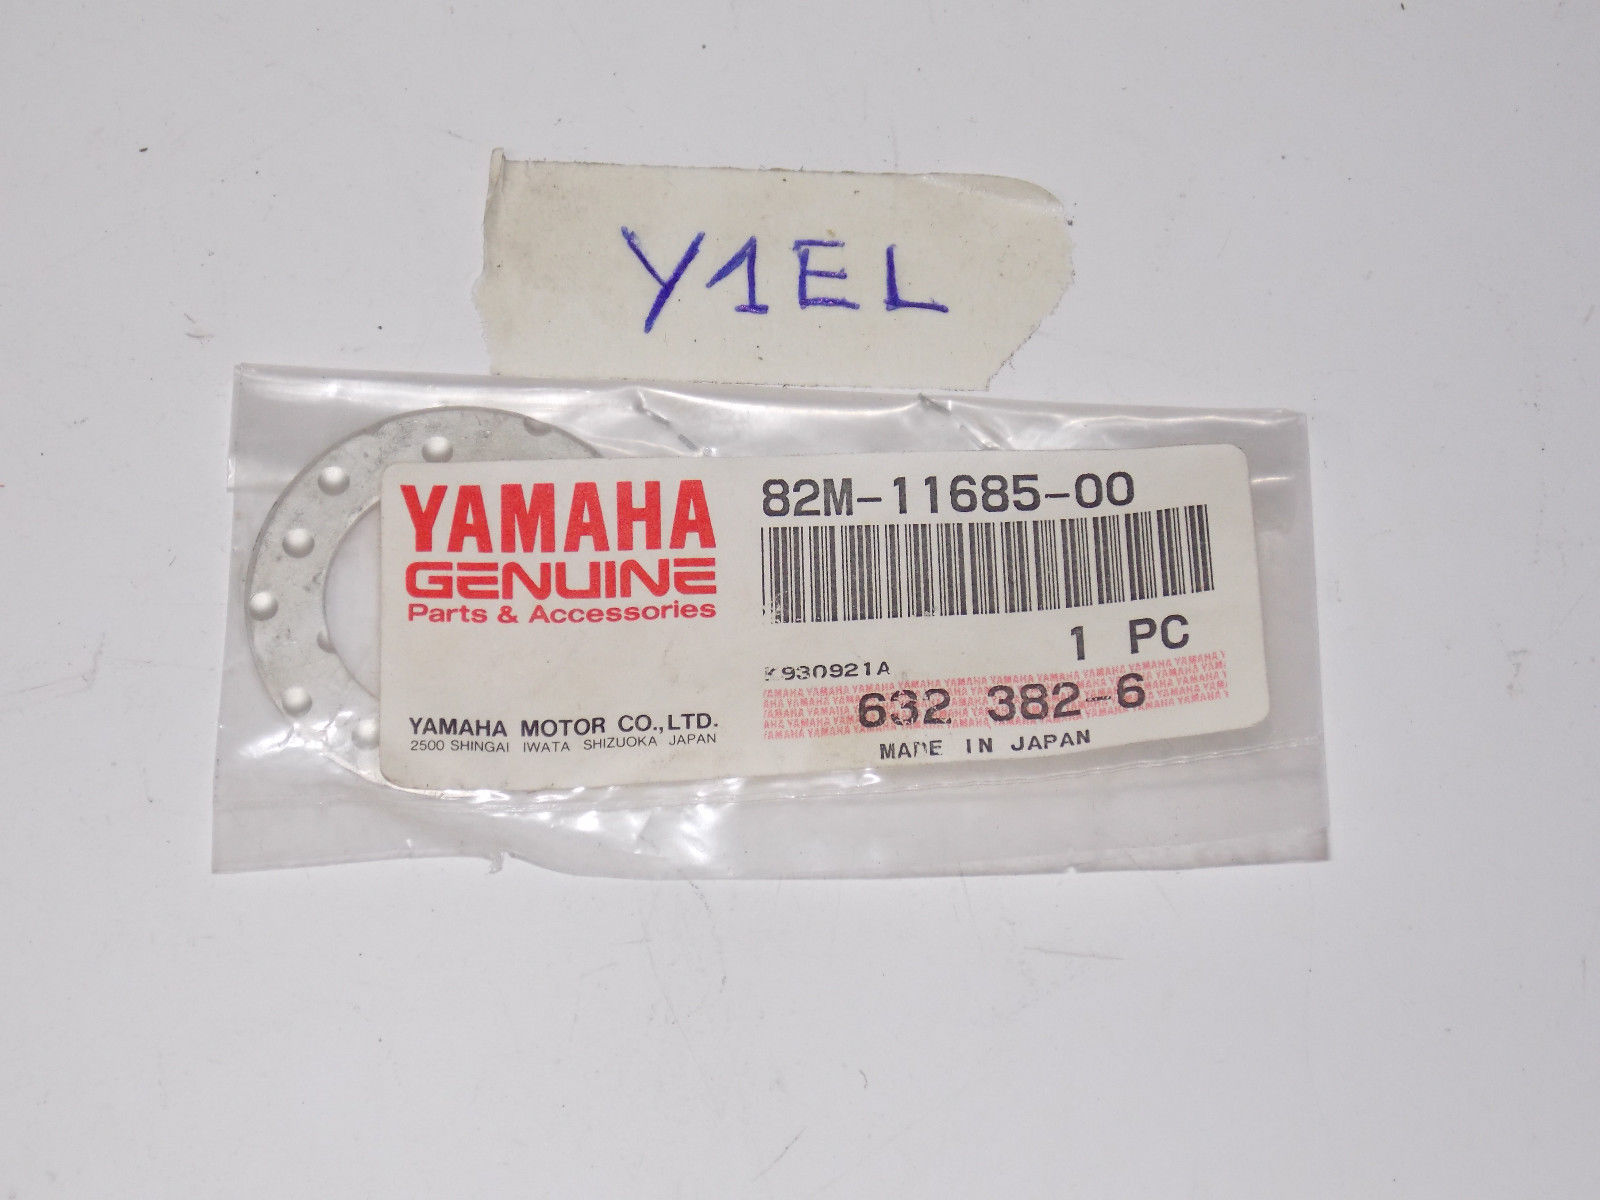 Y1EL
YAMAHA
GENUINE
Parts & Accessories
YAMAHA MOTOR CO.,LTD.
2500 SHINGAI IWATA SHIZUOKA JAPAN
82M-11685-00
1 PC
K930921A
632 382-6
MADE IN JAPAN